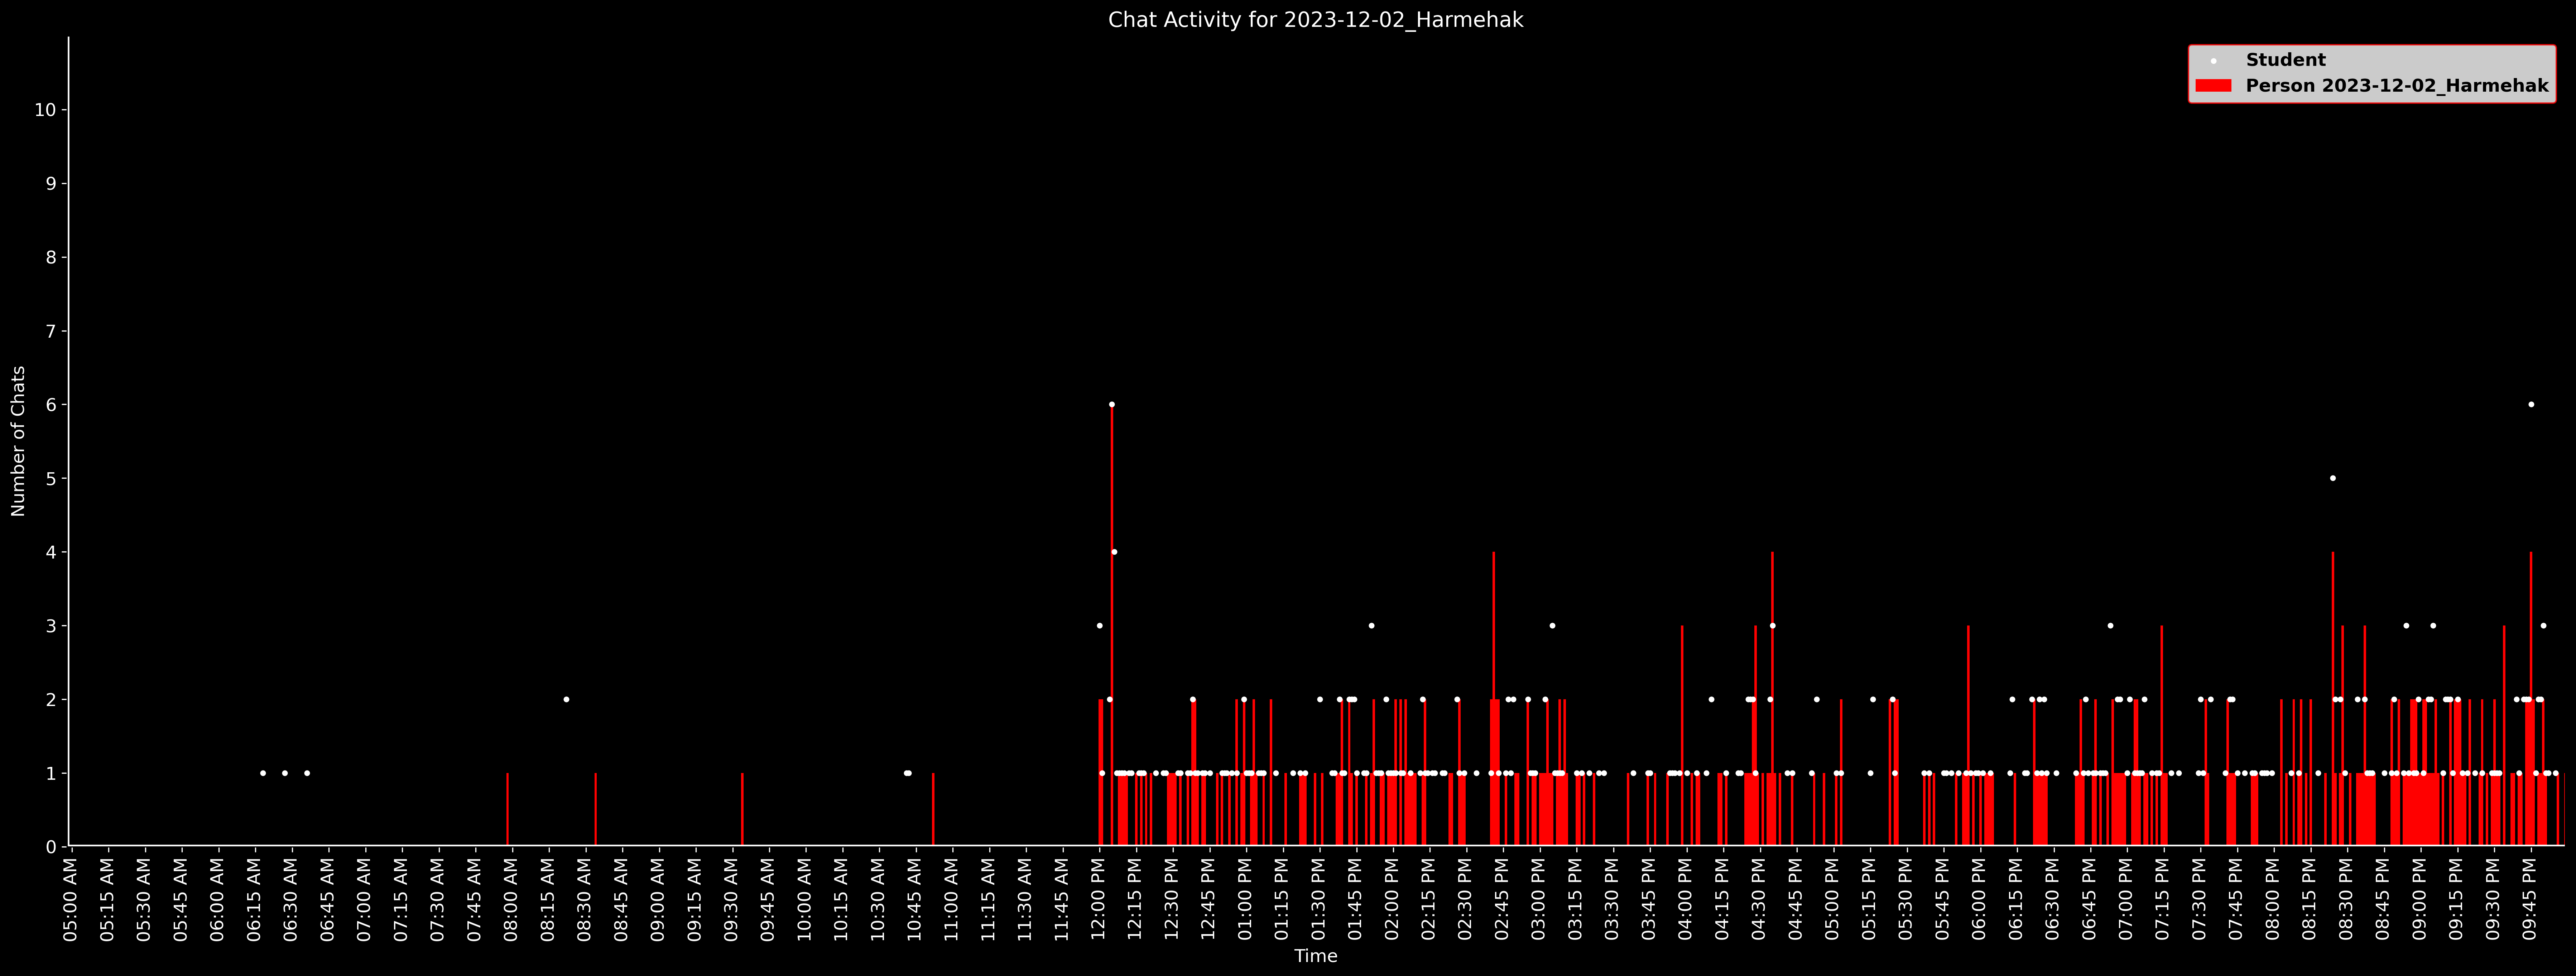 Chat Activity for 2023-12-02_Harmehak
Student
Person 2023-12-02_Harmehak
Number of Chats
10
9
8
7
6
5
4
3
2
1
0
05:00 AM
05:15 AM
05:30 AM
05:45 AM
06:00 AM
06:15 AM
06:30 AM
06:45 AM
07:00 AM
07:15 AM
07:30 AM
07:45 AM
08:00 AM
08:15 AM
08:30 AM
08:45 AM
09:00 AM
09:15 AM
09:30 AM
09:45 AM
10:00 AM
10:15 AM
10:30 AM
10:45 AM
11:00 AM
11:15 AM
11:30 AM
11:45 AM
12:00 PM
12:15 PM
12:30 PM
12:45 PM
01:00 PM
01:15 PM
01:30 PM
01:45 PM
02:00 PM
02:15 PM
02:30 PM
02:45 PM
03:00 PM
03:15 PM
03:30 PM
03:45 PM
04:00 PM
04:15 PM
04:30 PM
04:45 PM
05:00 PM
05:15 PM
05:30 PM
05:45 PM
06:00 PM
06:15 PM
06:30 PM
06:45 PM
07:00 PM
07:15 PM
07:30 PM
07:45 PM
08:00 PM
08:15 PM
08:30 PM
08:45 PM
09:00 PM
09:15 PM
09:30 PM
09:45 PM
Time